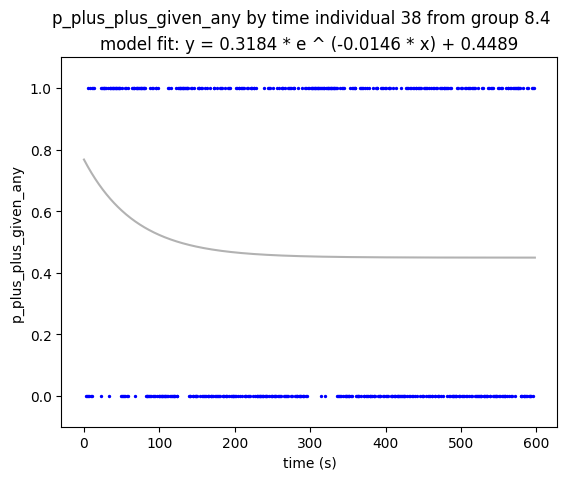 p_plus_plus_given_any by time individual 38 from group 8.4
model fit: y = 0.3184 * e ^ (-0.0146 * x) + 0.4489
1.0
0.8
0.6
0.4
0.2
0.0
p_plus_plus_given_any
0 100 200 300 400 500 600
time (s)